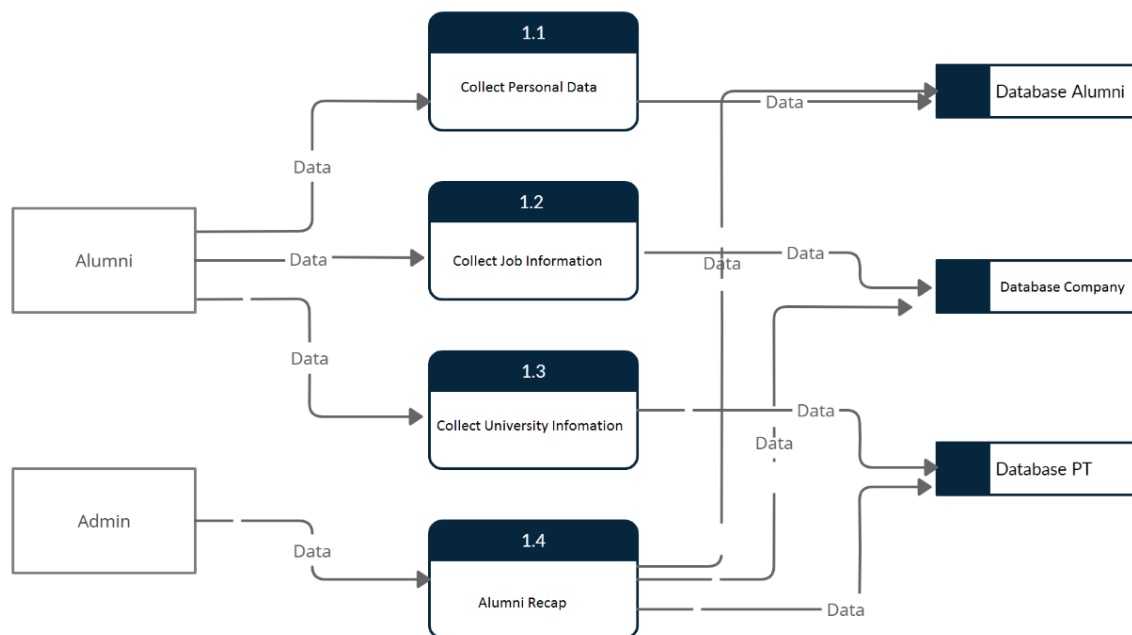 1.1
Collect Personal Data
Data
Database Alumni
Data
1.2
Alumni
Data
Collect Job Information
Data
Data
Database Company
Data
1.3
Collect University Infomation
Data
Data
Database PT
Admin
Data
1.4
Alumni Recap
Data